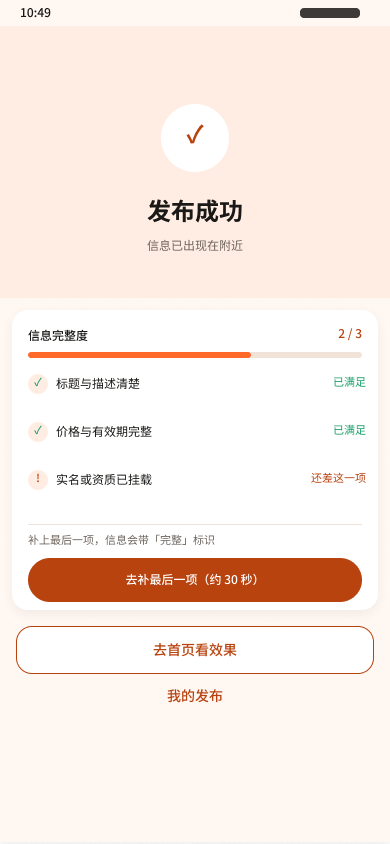 10:49
✓
发布成功
信息已出现在附近
信息完整度 2 / 3
✓ 标题与描述清楚 已满足
✓ 价格与有效期完整 已满足
! 实名或资质已挂载 还差这一项
补上最后一项，信息会带「完整」标识
去补最后一项（约 30 秒）
去首页看效果
我的发布